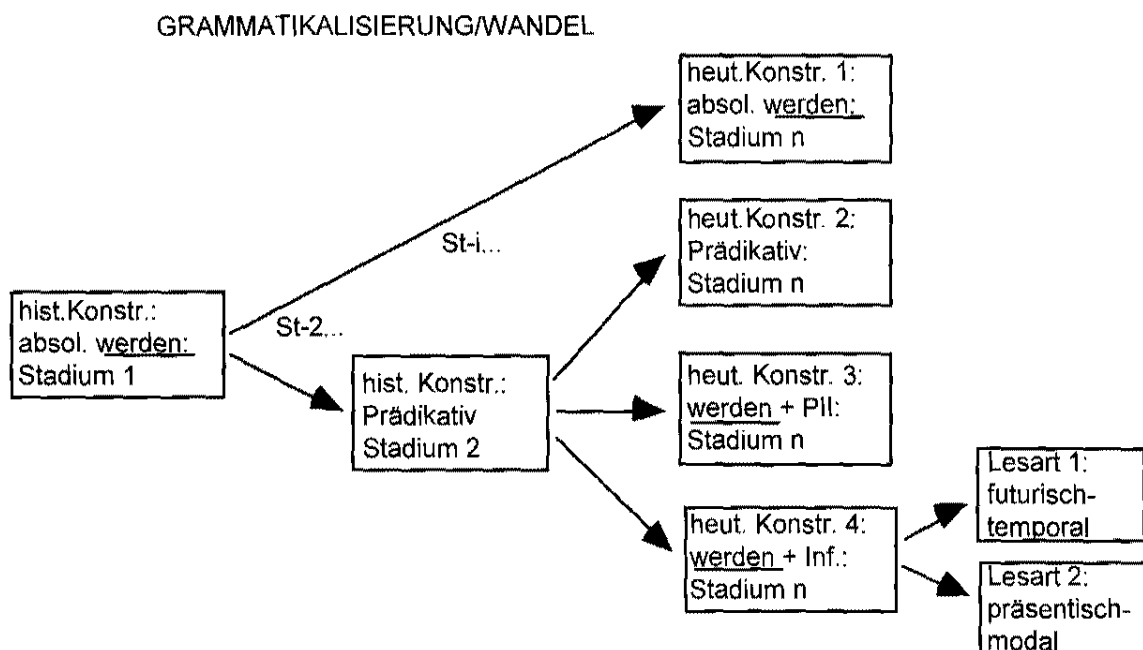 GRAMMATIKALISIERUNG/WANDEL
heut.Konstr. 1:
absol. werden:
Stadium n
heut.Konstr. 2:
Prädikativ:
Stadium n
St-i...
hist.Konstr.:
absol. werden:
Stadium 1
St-2...
hist. Konstr.:
Prädikativ
Stadium 2
heut. Konstr. 3:
werden + PII:
Stadium n
heut. Konstr. 4:
werden + Inf.:
Stadium n
Lesart 1:
futurisch-
temporal
Lesart 2:
präsentisch-
modal